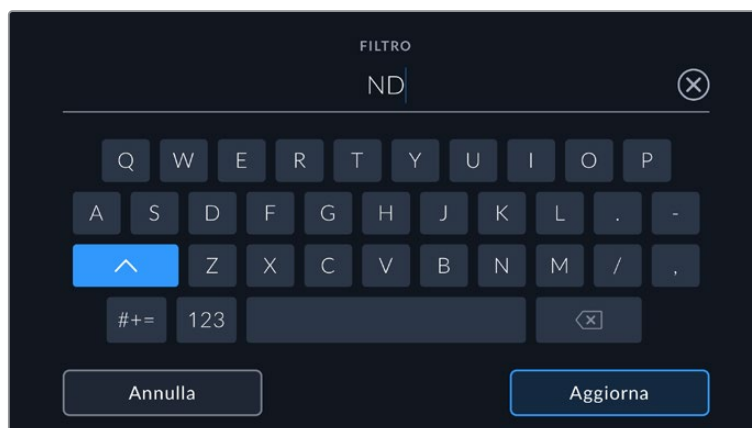 FILTRO
ND
Q W E R T Y U I O P
A S D F G H J K L . -
Z X C V B N M / ,
#+= 123
Annulla Aggiorna